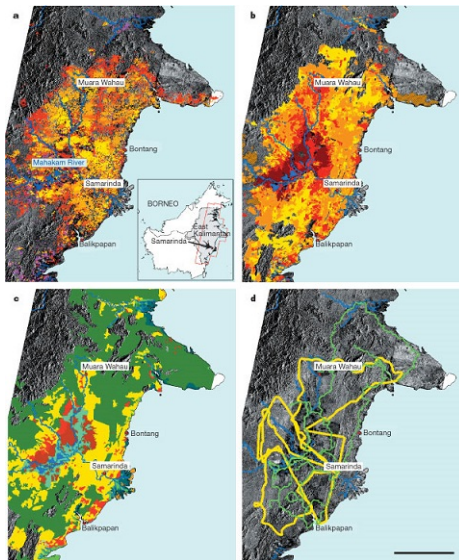 a
Muara Wahau
Bontang
Mahakam River
Samarinda
Balikpapan
BORNEO
East
Kalimantan
Samarinda
b
Muara Wahau
Bontang
Samarinda
Balikpapan
c
Muara Wahau
Bontang
Samarinda
Balikpapan
d
Muara Wahau
Bontang
Samarinda
Balikpapan